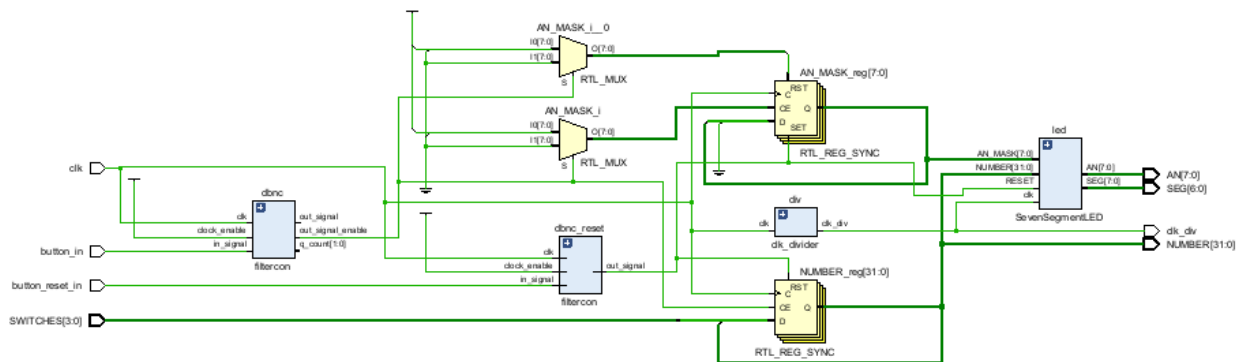 AN_MASK_i__0
I0[7:0]
I1[7:0]
O[7:0]
S
RTL_MUX
AN_MASK_i
I0[7:0]
I1[7:0]
O[7:0]
S
RTL_MUX
AN_MASK_reg[7:0]
RST
C
CE
Q
D
SET
RTL_REG_SYNC
led
AN_MASK[7:0]
NUMBER[31:0]
RESET
clk
AN[7:0]
SEG[7:0]
SevenSegmentLED
AN[7:0]
SEG[6:0]
clk
dbnc
clk
clock_enable
in_signal
out_signal
out_signal_enable
q_count[1:0]
filtercon
button_in
dbnc_reset
clk
clock_enable
in_signal
out_signal
filtercon
button_reset_in
div
clk
clk_div
clk_divider
clk_div
NUMBER[31:0]
NUMBER_reg[31:0]
RST
C
CE
Q
D
RTL_REG_SYNC
SWITCHES[3:0]